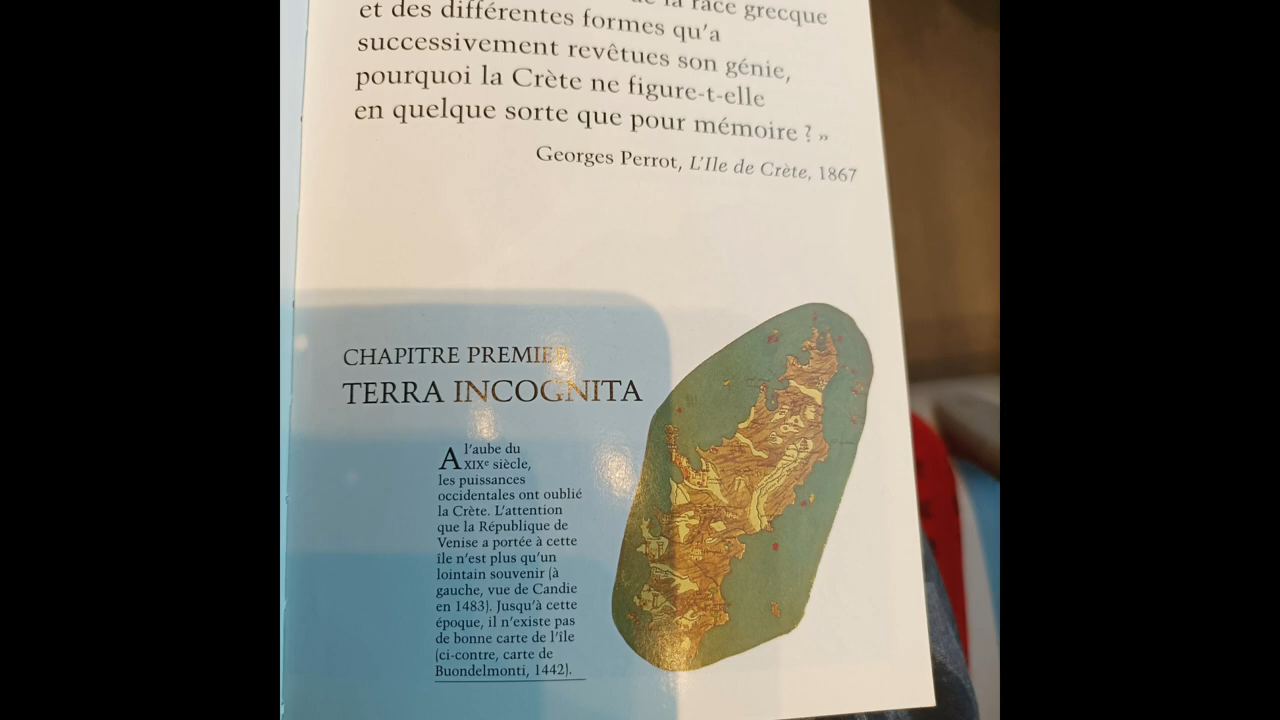 de la race grecque
et des différentes formes qu'a
successivement revêtues son génie,
pourquoi la Crète ne figure-t-elle
en quelque sorte que pour mémoire ? »
Georges Perrot, L'Ile de Crète, 1867
CHAPITRE PREMIER
TERRA INCOGNITA
A l'aube du
XIXe siècle,
les puissances
occidentales ont oublié
la Crète. L'attention
que la République de
Venise a portée à cette
île n'est plus qu'un
lointain souvenir (à
gauche, vue de Candie
en 1483). Jusqu'à cette
époque, il n'existe pas
de bonne carte de l'île
(ci-contre, carte de
Buondelmonti, 1442).